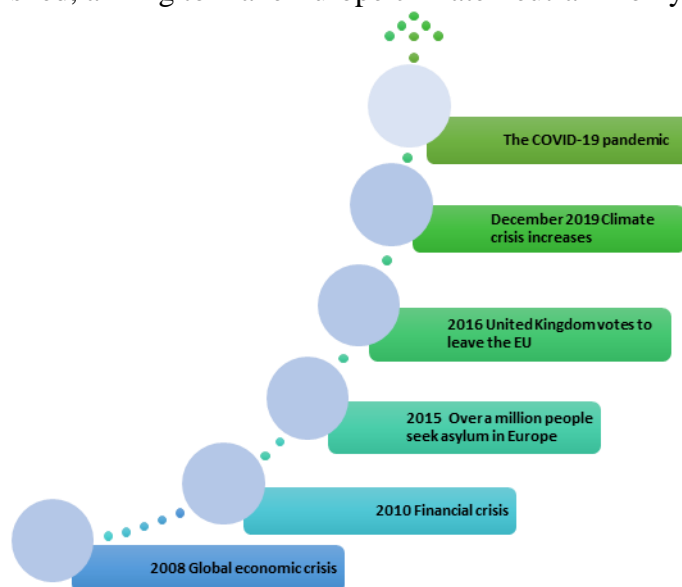 The COVID-19 pandemic
December 2019 Climate
crisis increases
2016 United Kingdom votes to
leave the EU
2015 Over a million people
seek asylum in Europe
2010 Financial crisis
2008 Global economic crisis